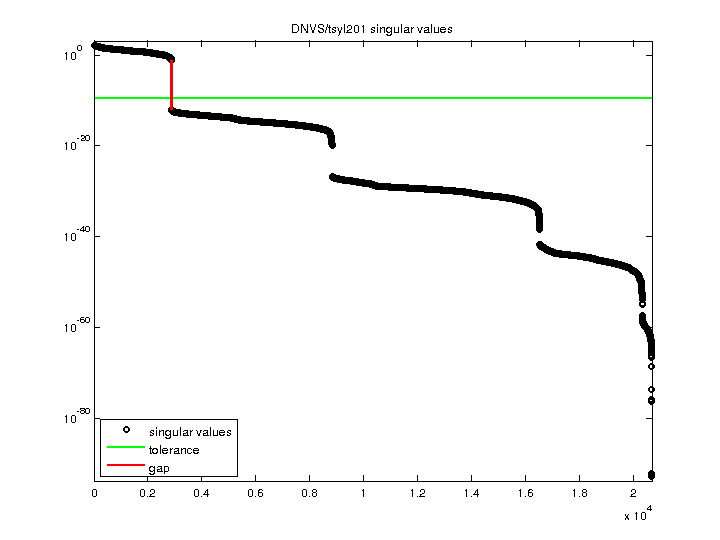 DNVS/tsyl201 singular values
10^0
10^-20
10^-40
10^-60
10^-80
singular values
tolerance
gap
0 0.2 0.4 0.6 0.8 1 1.2 1.4 1.6 1.8 2
x 10^4